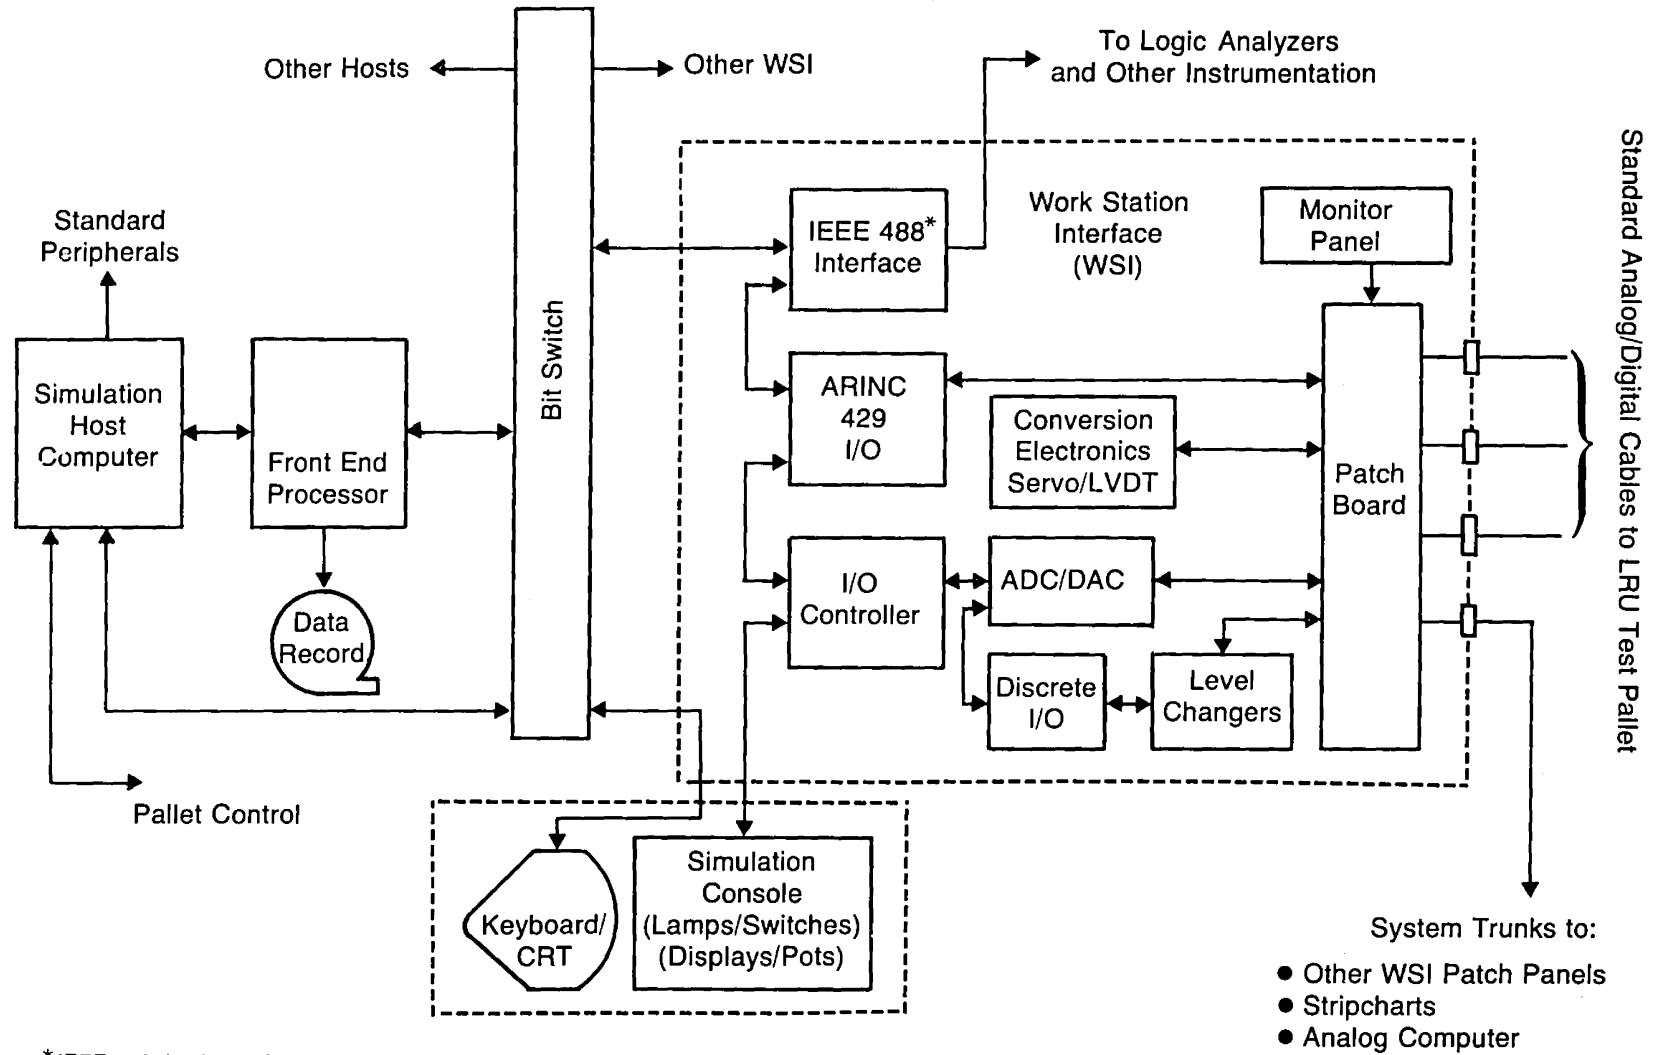 Other Hosts
Other WSI
To Logic Analyzers
and Other Instrumentation
Standard
Peripherals
Simulation
Host
Computer
Front End
Processor
Data
Record
Pallet Control
Bit Switch
Work Station
Interface
(WSI)
IEEE 488*
Interface
ARINC
429
I/O
I/O
Controller
Conversion
Electronics
Servo/LVDT
ADC/DAC
Discrete
I/O
Level
Changers
Monitor
Panel
Patch
Board
Standard Analog/Digital Cables to LRU Test Pallet
Keyboard/
CRT
Simulation
Console
(Lamps/Switches)
(Displays/Pots)
System Trunks to:
● Other WSI Patch Panels
● Stripcharts
● Analog Computer